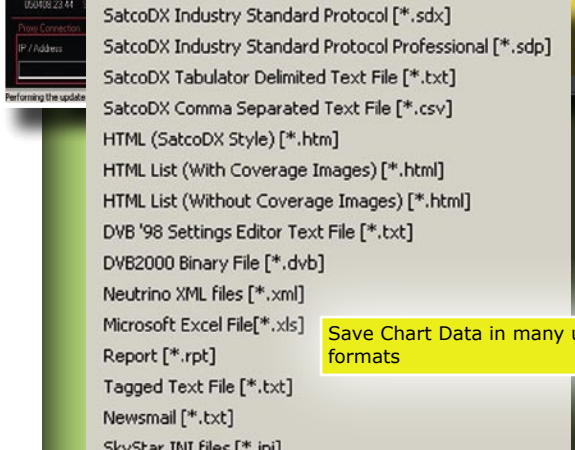 050408.23.44
Proxy Connection
IP / Address
Performing the update
SatcoDX Industry Standard Protocol [*.sdx]
SatcoDX Industry Standard Protocol Professional [*.sdp]
SatcoDX Tabulator Delimited Text File [*.txt]
SatcoDX Comma Separated Text File [*.csv]
HTML (SatcoDX Style) [*.htm]
HTML List (With Coverage Images) [*.html]
HTML List (Without Coverage Images) [*.html]
DVB '98 Settings Editor Text File [*.txt]
DVB2000 Binary File [*.dvb]
Neutrino XML files [*.xml]
Microsoft Excel File[*.xls]
Save Chart Data in many
formats
Report [*.rpt]
Tagged Text File [*.txt]
Newsmail [*.txt]
SkyStar INI files [*.ini]